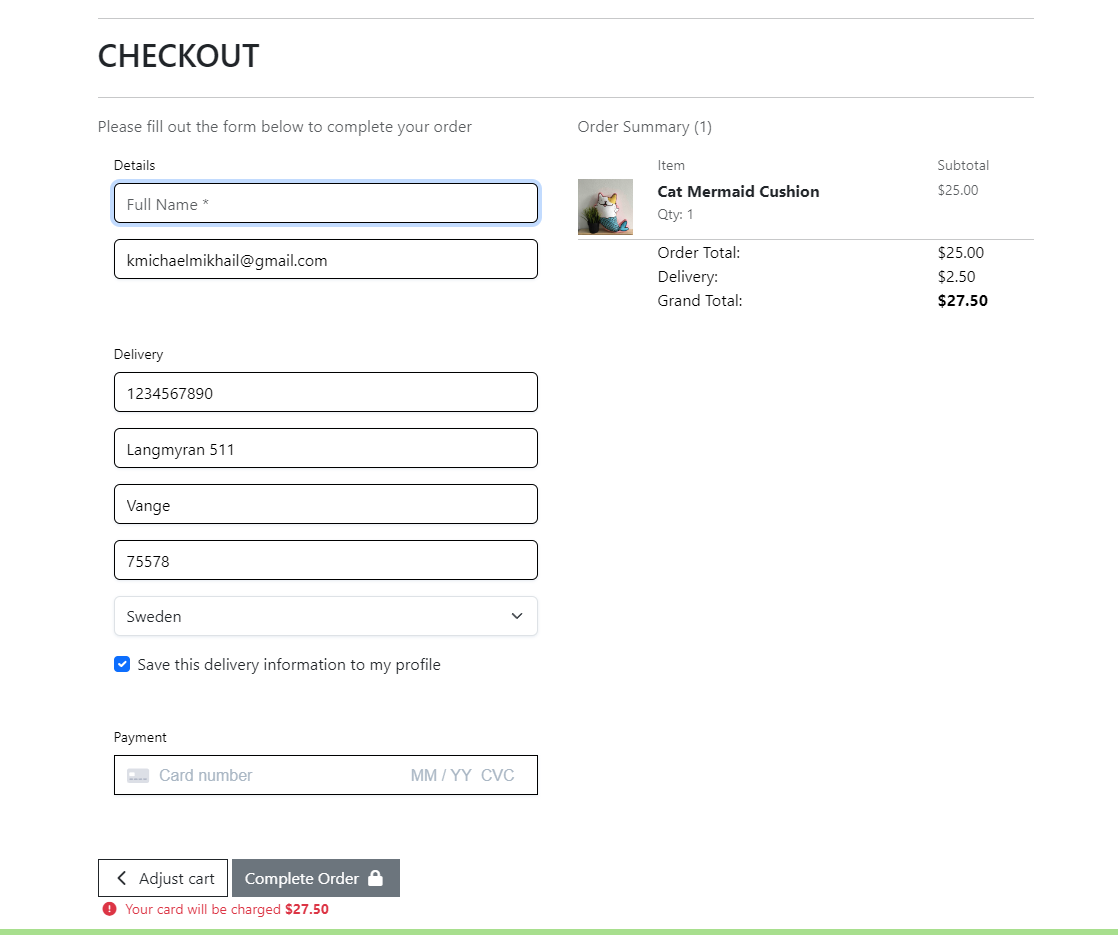 CHECKOUT
Please fill out the form below to complete your order
Details
Full Name *
kmichaelmikhail@gmail.com
Delivery
1234567890
Langmyran 511
Vange
75578
Sweden
Save this delivery information to my profile
Payment
Card number MM / YY CVC
Adjust cart
Complete Order
Your card will be charged $27.50
Order Summary (1)
Item Subtotal
Cat Mermaid Cushion $25.00
Qty: 1
Order Total: $25.00
Delivery: $2.50
Grand Total: $27.50